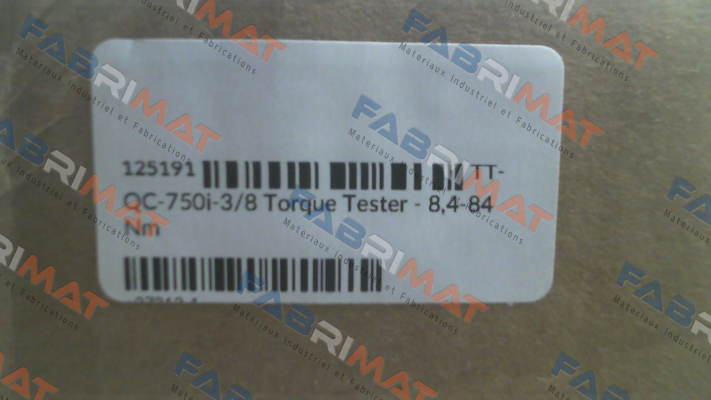 125191 TT-
QC-750i-3/8 Torque Tester - 8,4-84
Nm
FABRIMAT
Materiaux Industriel et Fabrications